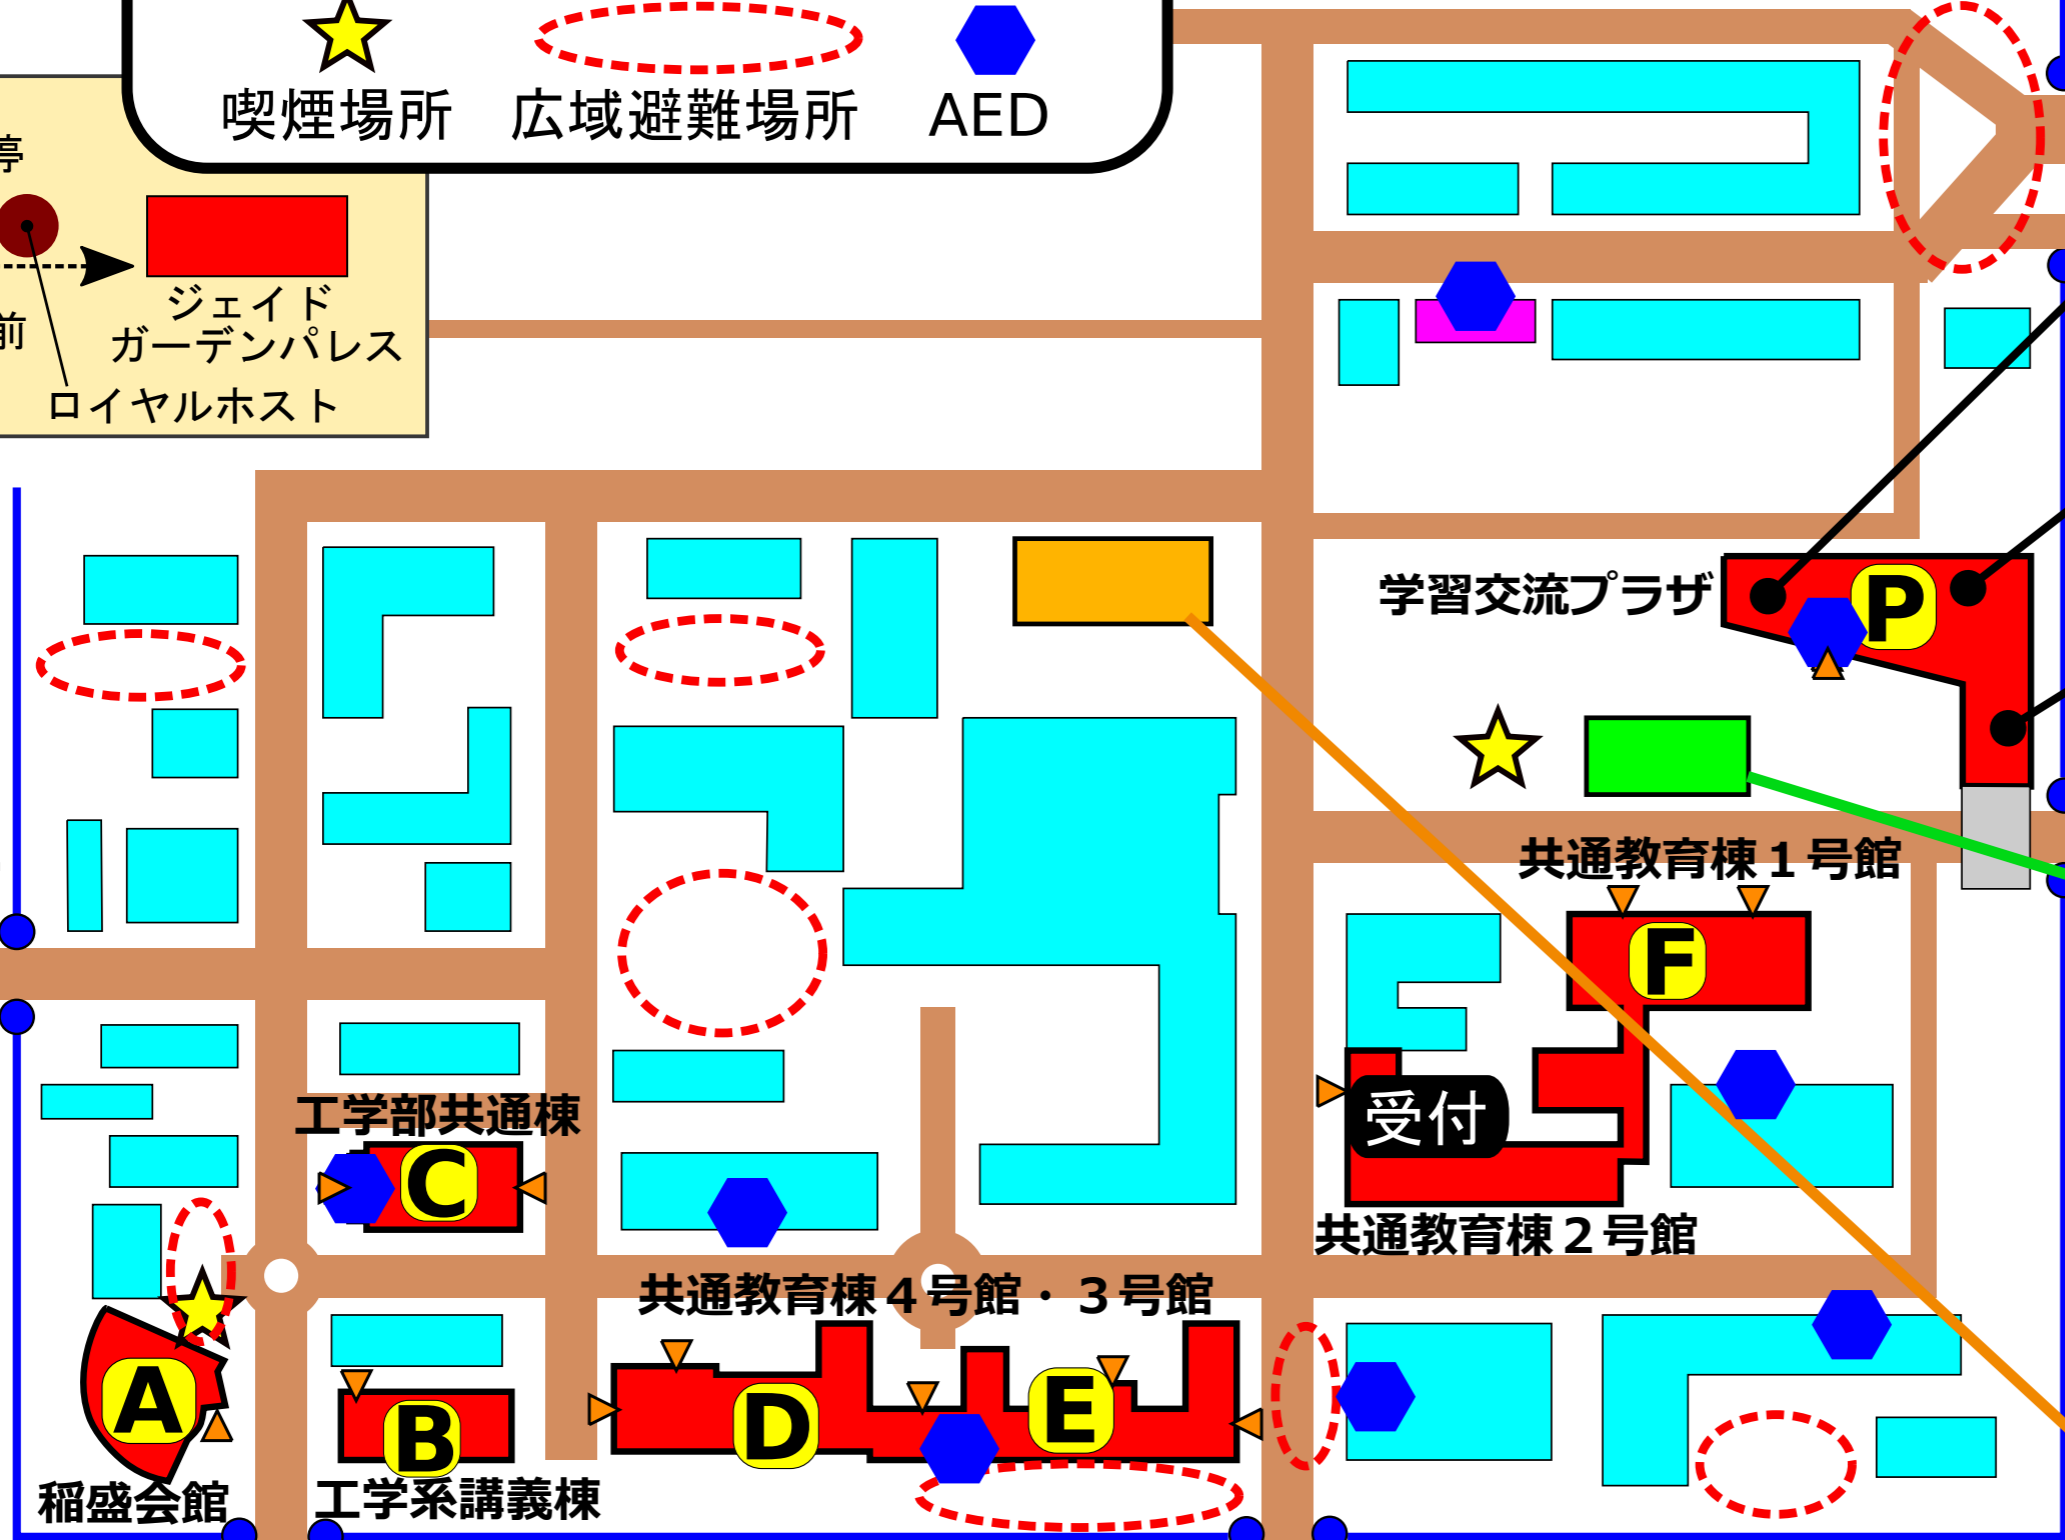 喫煙場所
広域避難場所
AED
停
前
ジェイド
ガーデンパレス
ロイヤルホスト
学習交流プラザ
P
共通教育棟１号館
F
受付
共通教育棟２号館
工学部共通棟
C
共通教育棟４号館・３号館
A
B
D
E
稲盛会館
工学系講義棟